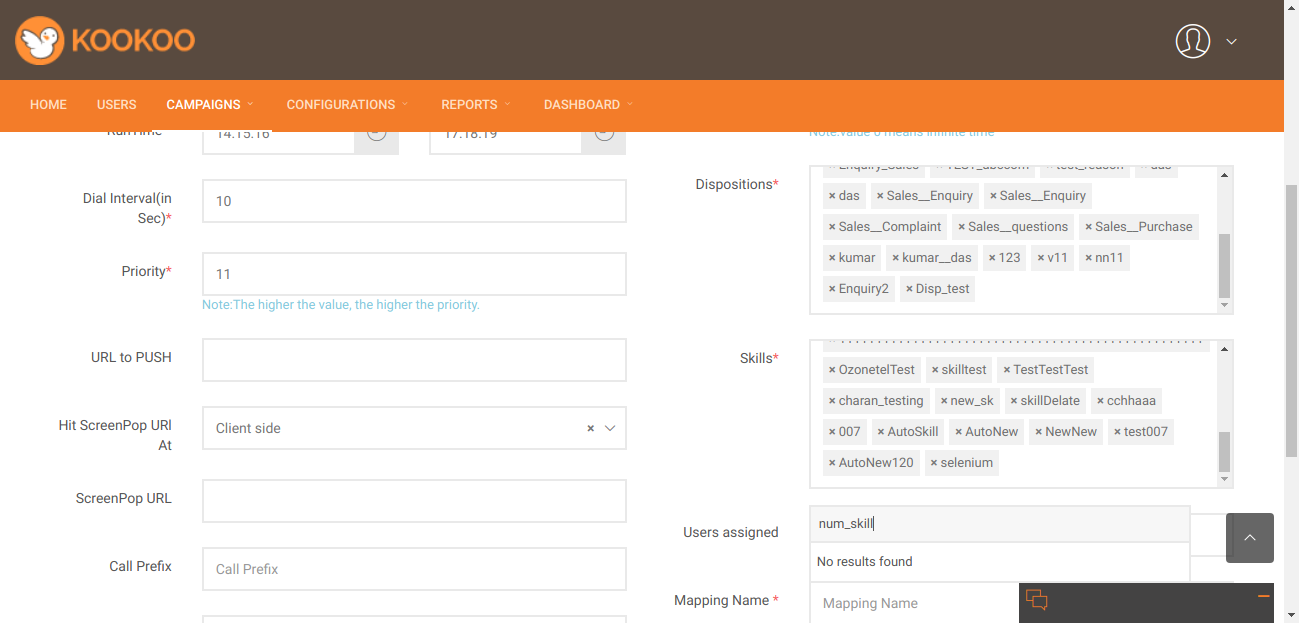 KOOKOO
HOME USERS CAMPAIGNS CONFIGURATIONS REPORTS DASHBOARD
RunTime
14:15:16 17:18:19
Note:Value 0 means infinite time
Dial Interval(in
Sec)*
10
Priority*
11
Note:The higher the value, the higher the priority.
URL to PUSH
Hit ScreenPop URl
At
Client side ×
ScreenPop URL
Call Prefix
Call Prefix
Dispositions*
× Enquiry_Sales × test_reason × das
× das × Sales__Enquiry × Sales__Enquiry
× Sales__Complaint × Sales__questions × Sales__Purchase
× kumar × kumar__das × 123 × v11 × nn11
× Enquiry2 × Disp_test
Skills*
× OzonetelTest × skilltest × TestTestTest
× charan_testing × new_sk × skillDelate × cchhaaa
× 007 × AutoSkill × AutoNew × NewNew × test007
× AutoNew120 × selenium
Users assigned
num_skill
No results found
Mapping Name *
Mapping Name